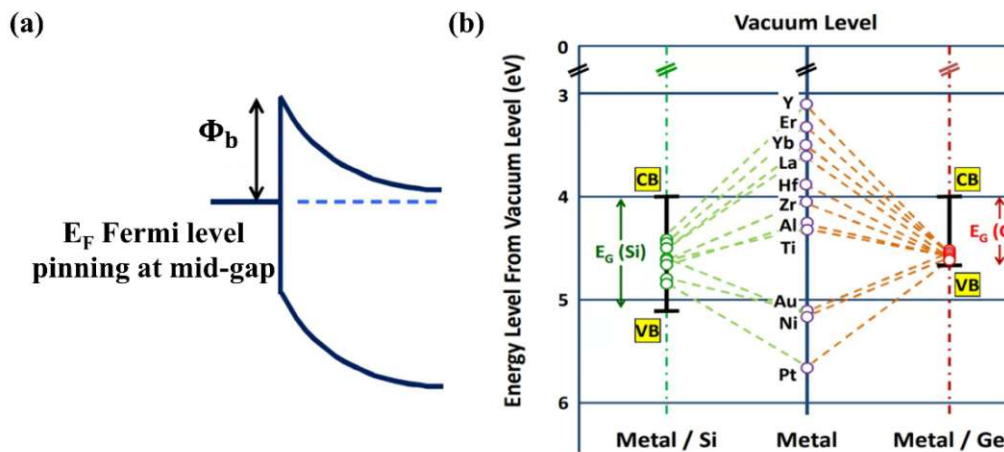 (a)
Φb
EF Fermi level
pinning at mid-gap
(b)
Vacuum Level
Energy Level From Vacuum Level (eV)
0
3
4
5
6
Y
Er
Yb
La
Hf
Zr
Al
Ti
Au
Ni
Pt
CB
EG (Si)
VB
CB
EG (G
VB
Metal / Si
Metal
Metal / Ge